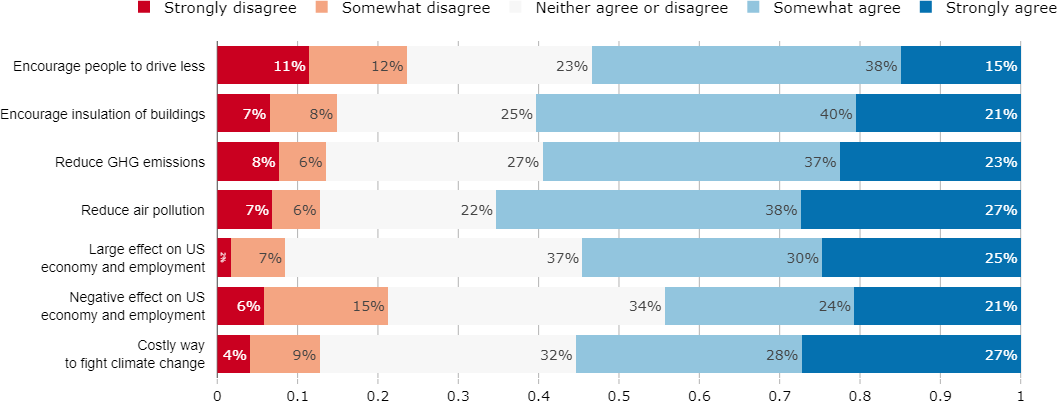 Strongly disagree Somewhat disagree Neither agree or disagree Somewhat agree Strongly agree
Encourage people to drive less 11% 12% 23% 38% 15%
Encourage insulation of buildings 7% 8% 25% 40% 21%
Reduce GHG emissions 8% 6% 27% 37% 23%
Reduce air pollution 7% 6% 22% 38% 27%
Large effect on US
economy and employment 2% 7% 37% 30% 25%
Negative effect on US
economy and employment 6% 15% 34% 24% 21%
Costly way
to fight climate change 4% 9% 32% 28% 27%
0 0.1 0.2 0.3 0.4 0.5 0.6 0.7 0.8 0.9 1